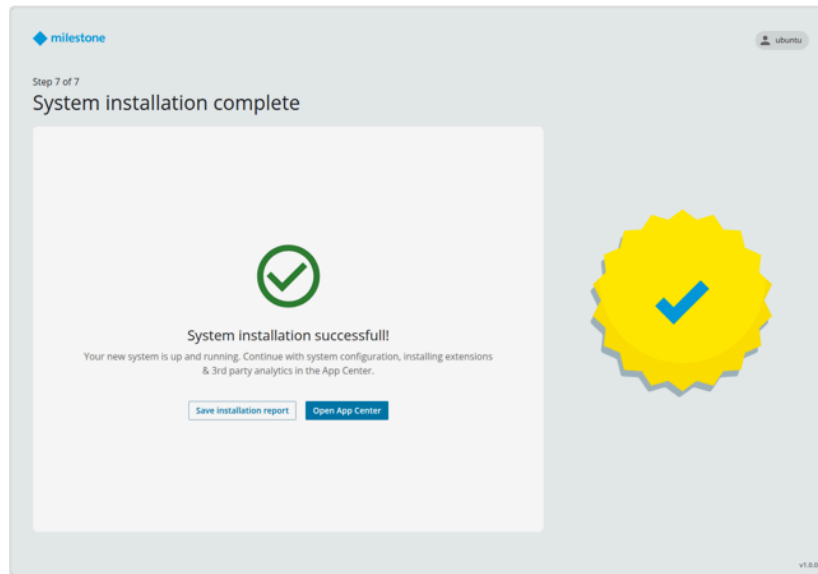 milestone
ubuntu
Step 7 of 7
System installation complete
System installation successfull!
Your new system is up and running. Continue with system configuration, installing extensions
& 3rd party analytics in the App Center.
Save installation report
Open App Center
v1.0.0